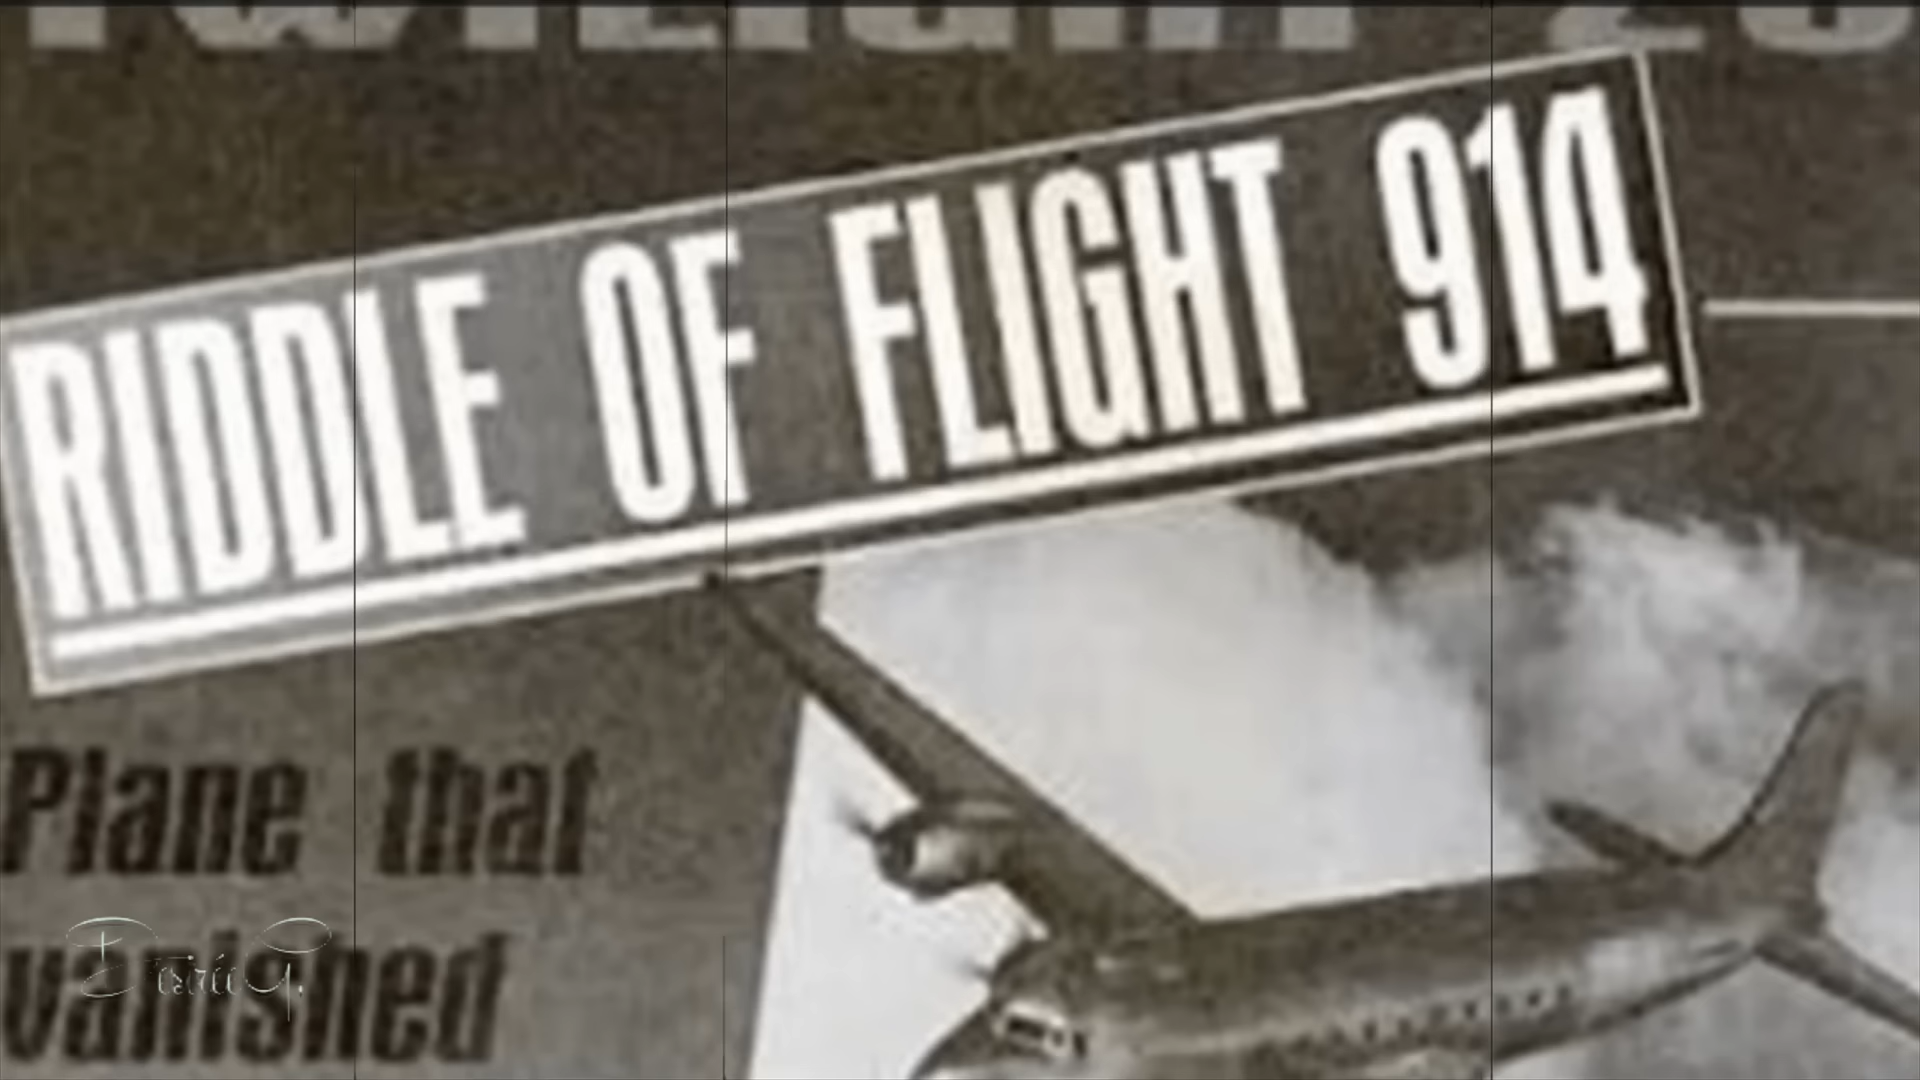 RIDDLE OF FLIGHT 914
Plane that
vanished